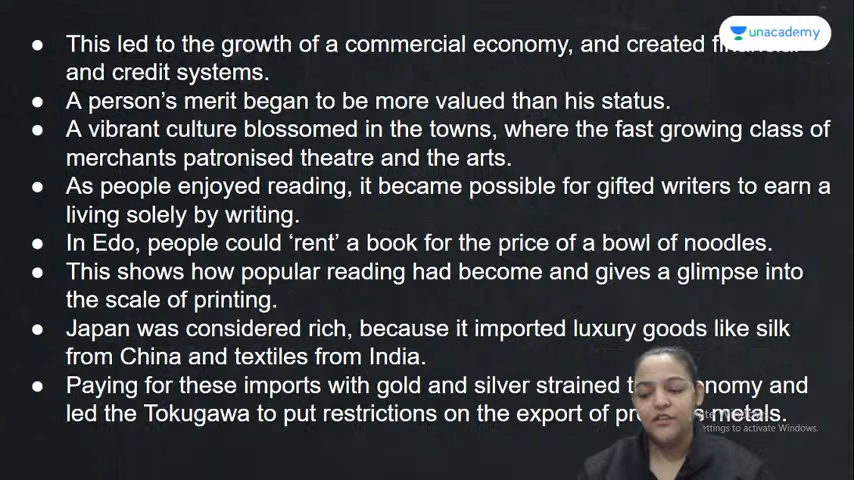 unacademy
● This led to the growth of a commercial economy, and created
and credit systems.
● A person's merit began to be more valued than his status.
● A vibrant culture blossomed in the towns, where the fast growing class of
merchants patronised theatre and the arts.
● As people enjoyed reading, it became possible for gifted writers to earn a
living solely by writing.
● In Edo, people could ‘rent’ a book for the price of a bowl of noodles.
● This shows how popular reading had become and gives a glimpse into
the scale of printing.
● Japan was considered rich, because it imported luxury goods like silk
from China and textiles from India.
● Paying for these imports with gold and silver strained and
led the Tokugawa to put restrictions on the export of metals.
to activate Windows.